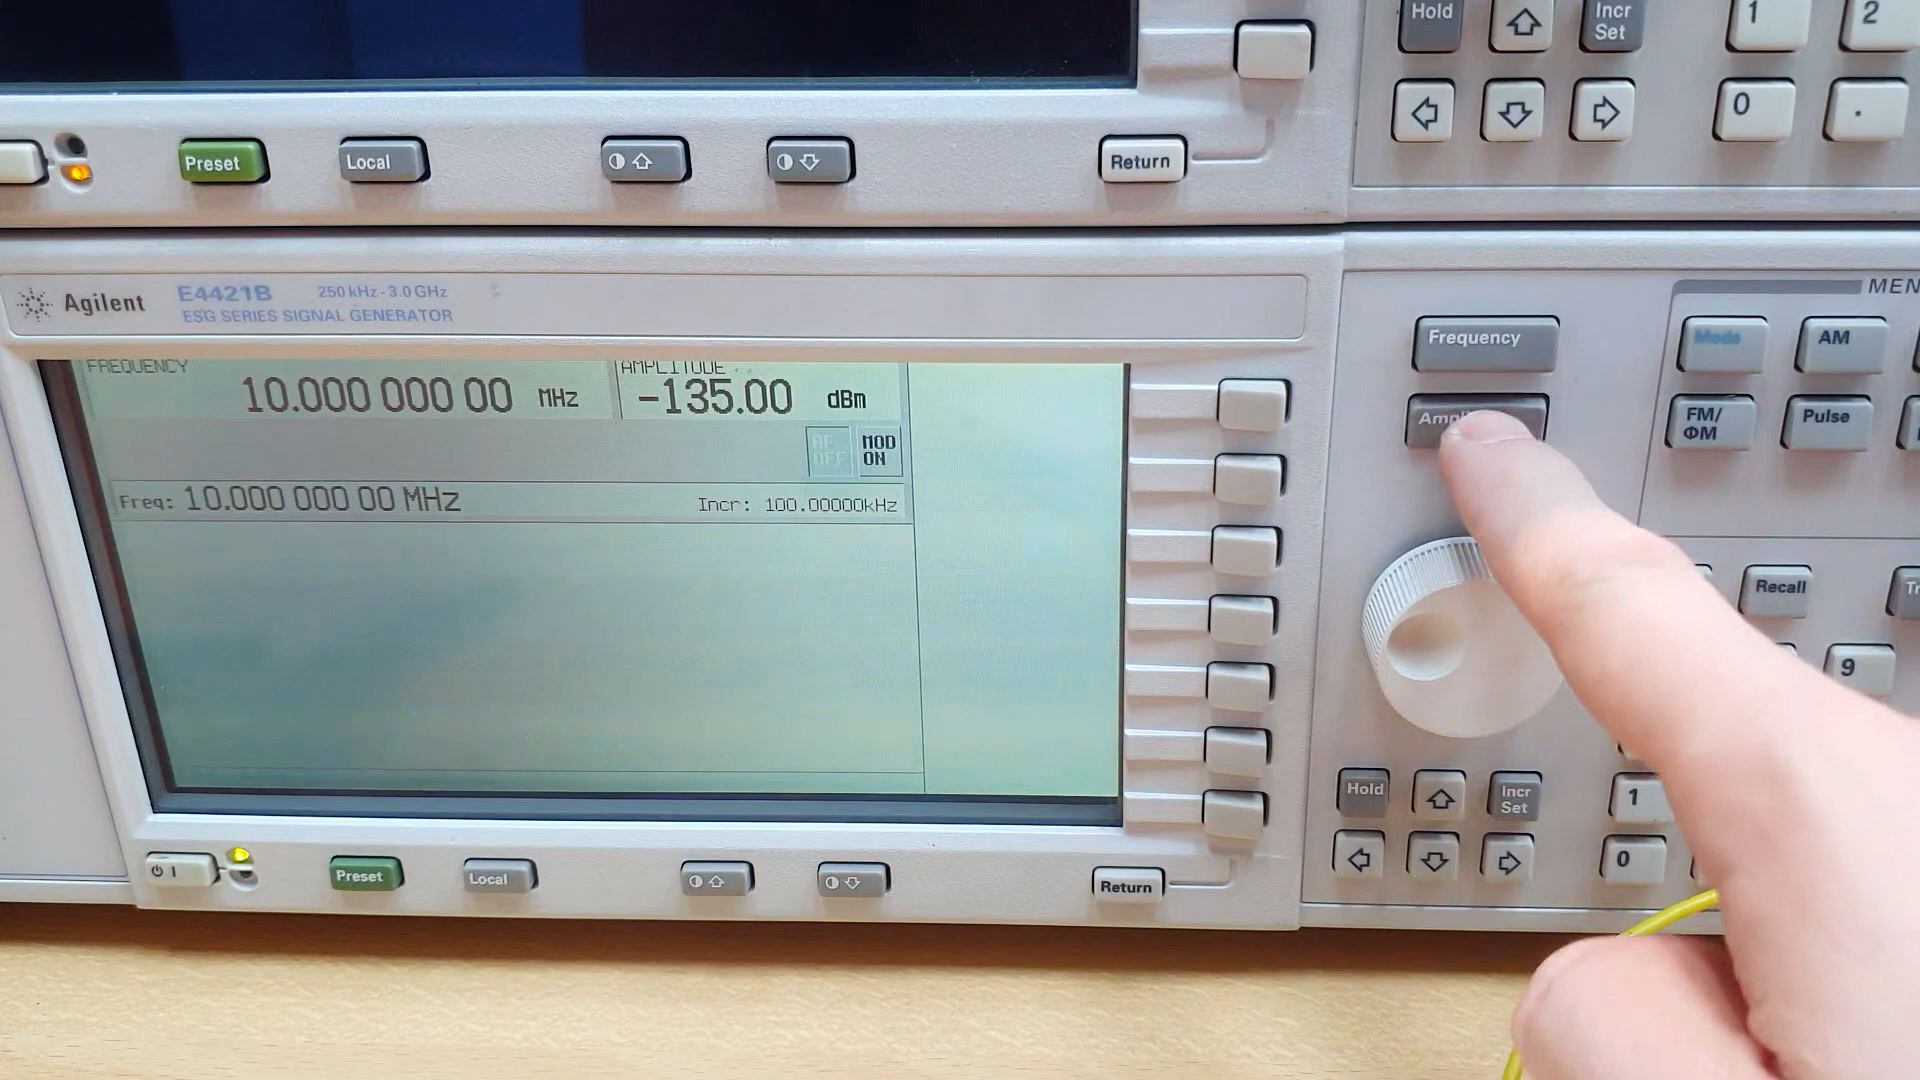 Hold
Incr
Set
1
2
0
.
Preset
Local
Return
Agilent
E4421B
250 kHz - 3.0 GHz
ESG SERIES SIGNAL GENERATOR
MEN
FREQUENCY
10.000 000 00 MHz
AMPLITUDE
-135.00 dBm
RF
OFF
MOD
ON
Freq: 10.000 000 00 MHz
Incr: 100.00000kHz
Frequency
Mode
AM
Ampl
FM/
ΦM
Pulse
Recall
Tr
9
Hold
Incr
Set
1
0
Preset
Local
Return